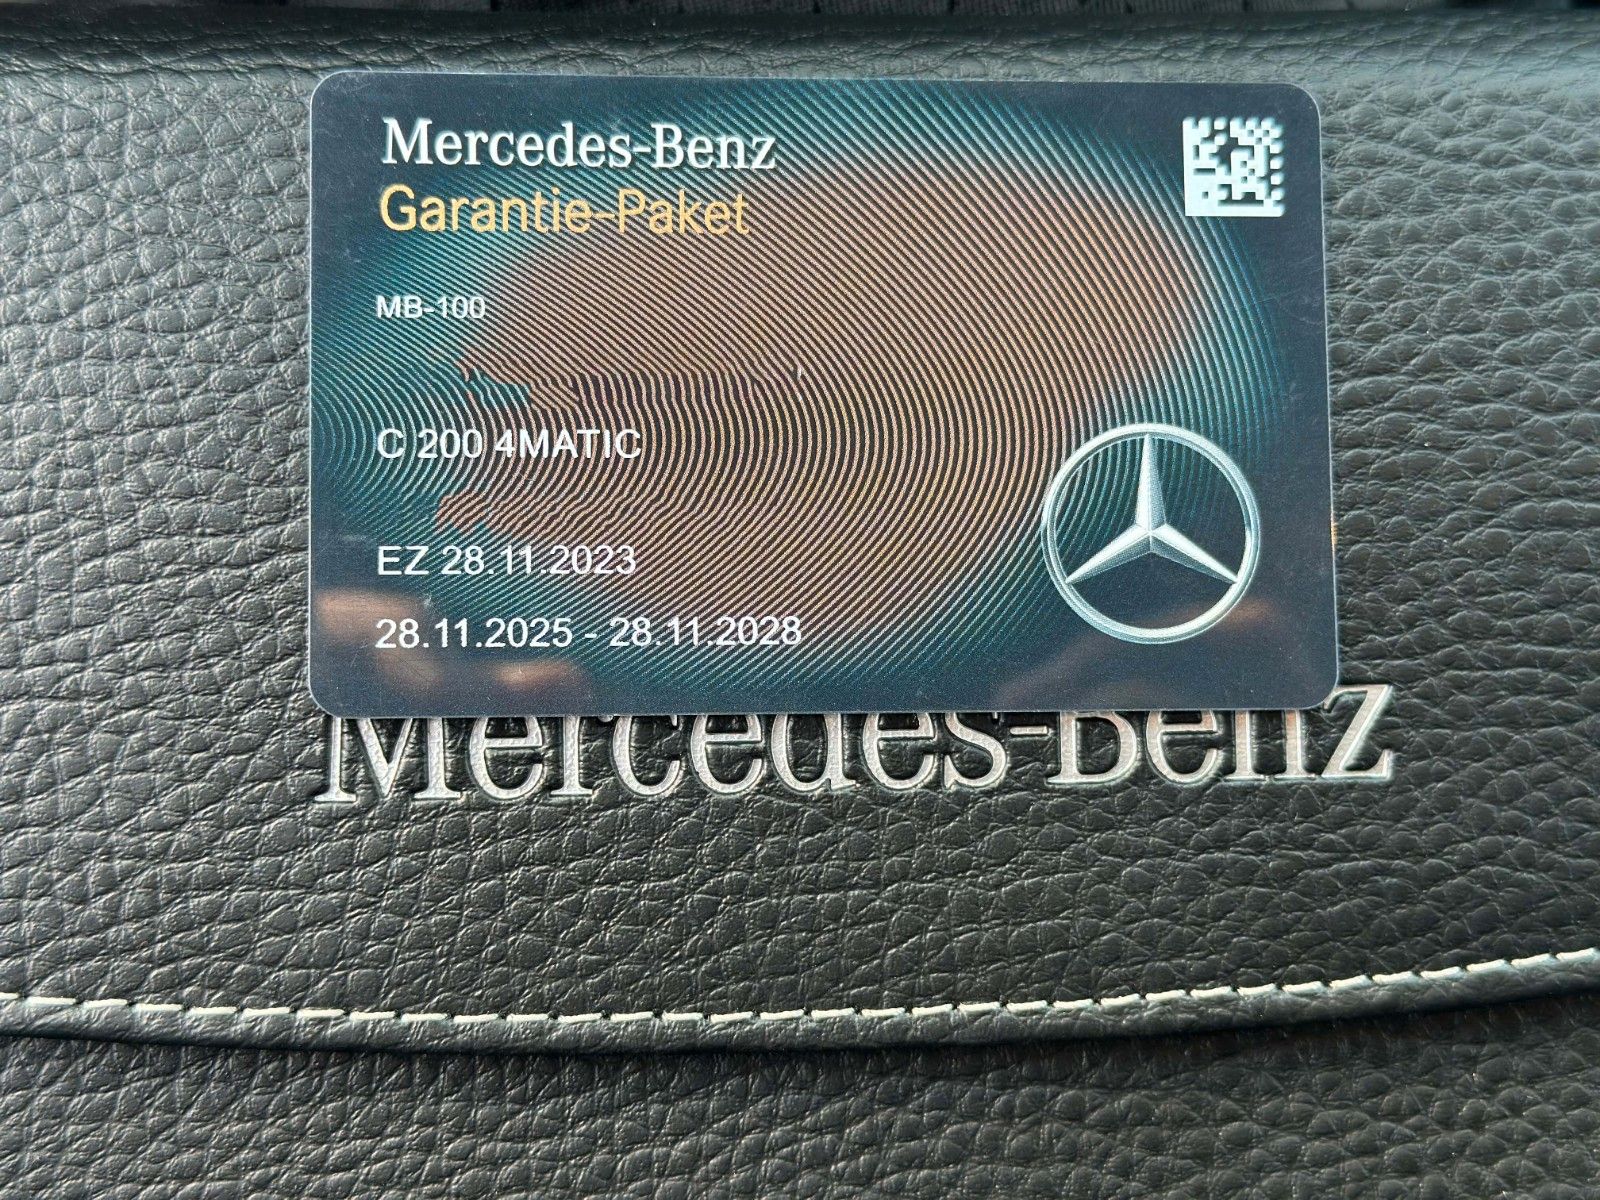 Mercedes-Benz
Garantie-Paket
MB-100
C 200 4MATIC
EZ 28.11.2023
28.11.2025 - 28.11.2028
Mercedes-Benz